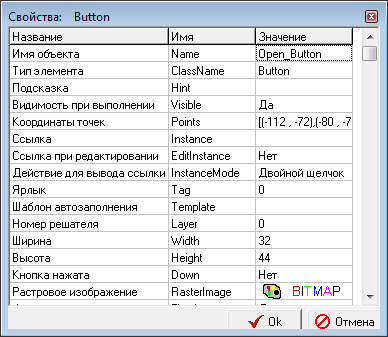 Свойства: Button
Название Имя Значение
Имя объекта Name Open_Button
Тип элемента ClassName Button
Подсказка Hint
Видимость при выполнении Visible Да
Координаты точек Points [(-112 , -72),(-80 , -7
Ссылка Instance
Ссылка при редактировании EditInstance Нет
Действие для вывода ссылки InstanceMode Двойной щелчок
Ярлык Tag 0
Шаблон автозаполнения Template
Номер решателя Layer 0
Ширина Width 32
Высота Height 44
Кнопка нажата Down Нет
Растровое изображение RasterImage BITMAP
Ok Отмена